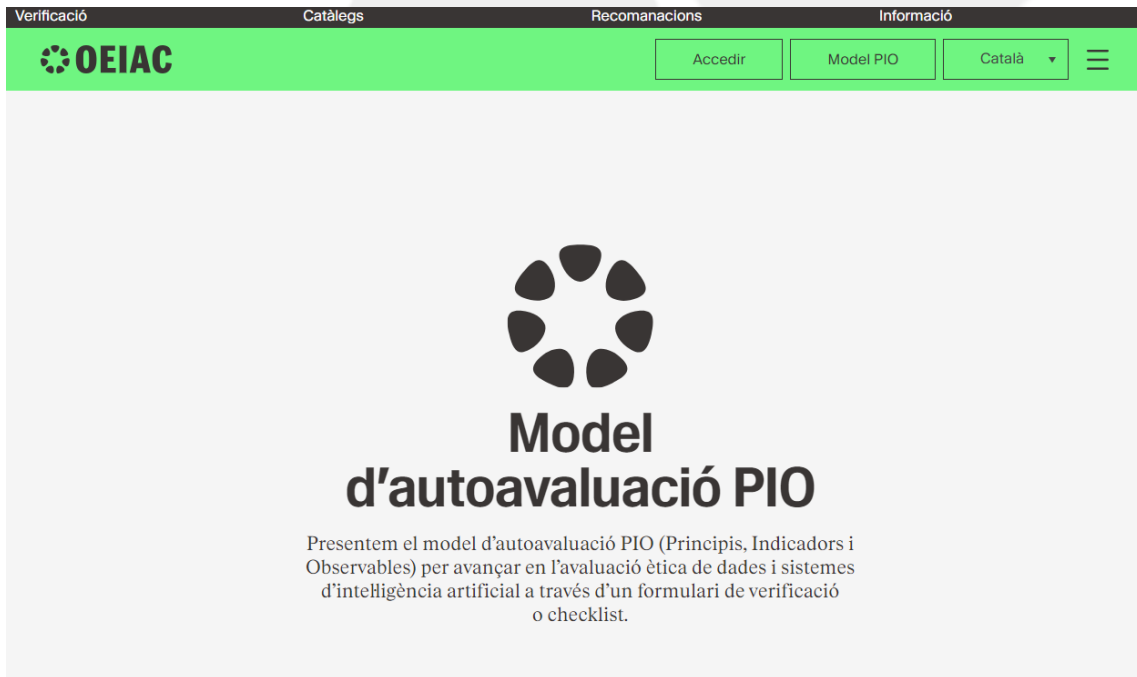 Verificació Catàlegs Recomanacions Informació
OEIAC Accedir Model PIO Català
Model
d’autoavaluació PIO
Presentem el model d’autoavaluació PIO (Principis, Indicadors i
Observables) per avançar en l’avaluació ètica de dades i sistemes
d’intel·ligència artificial a través d’un formulari de verificació
o checklist.